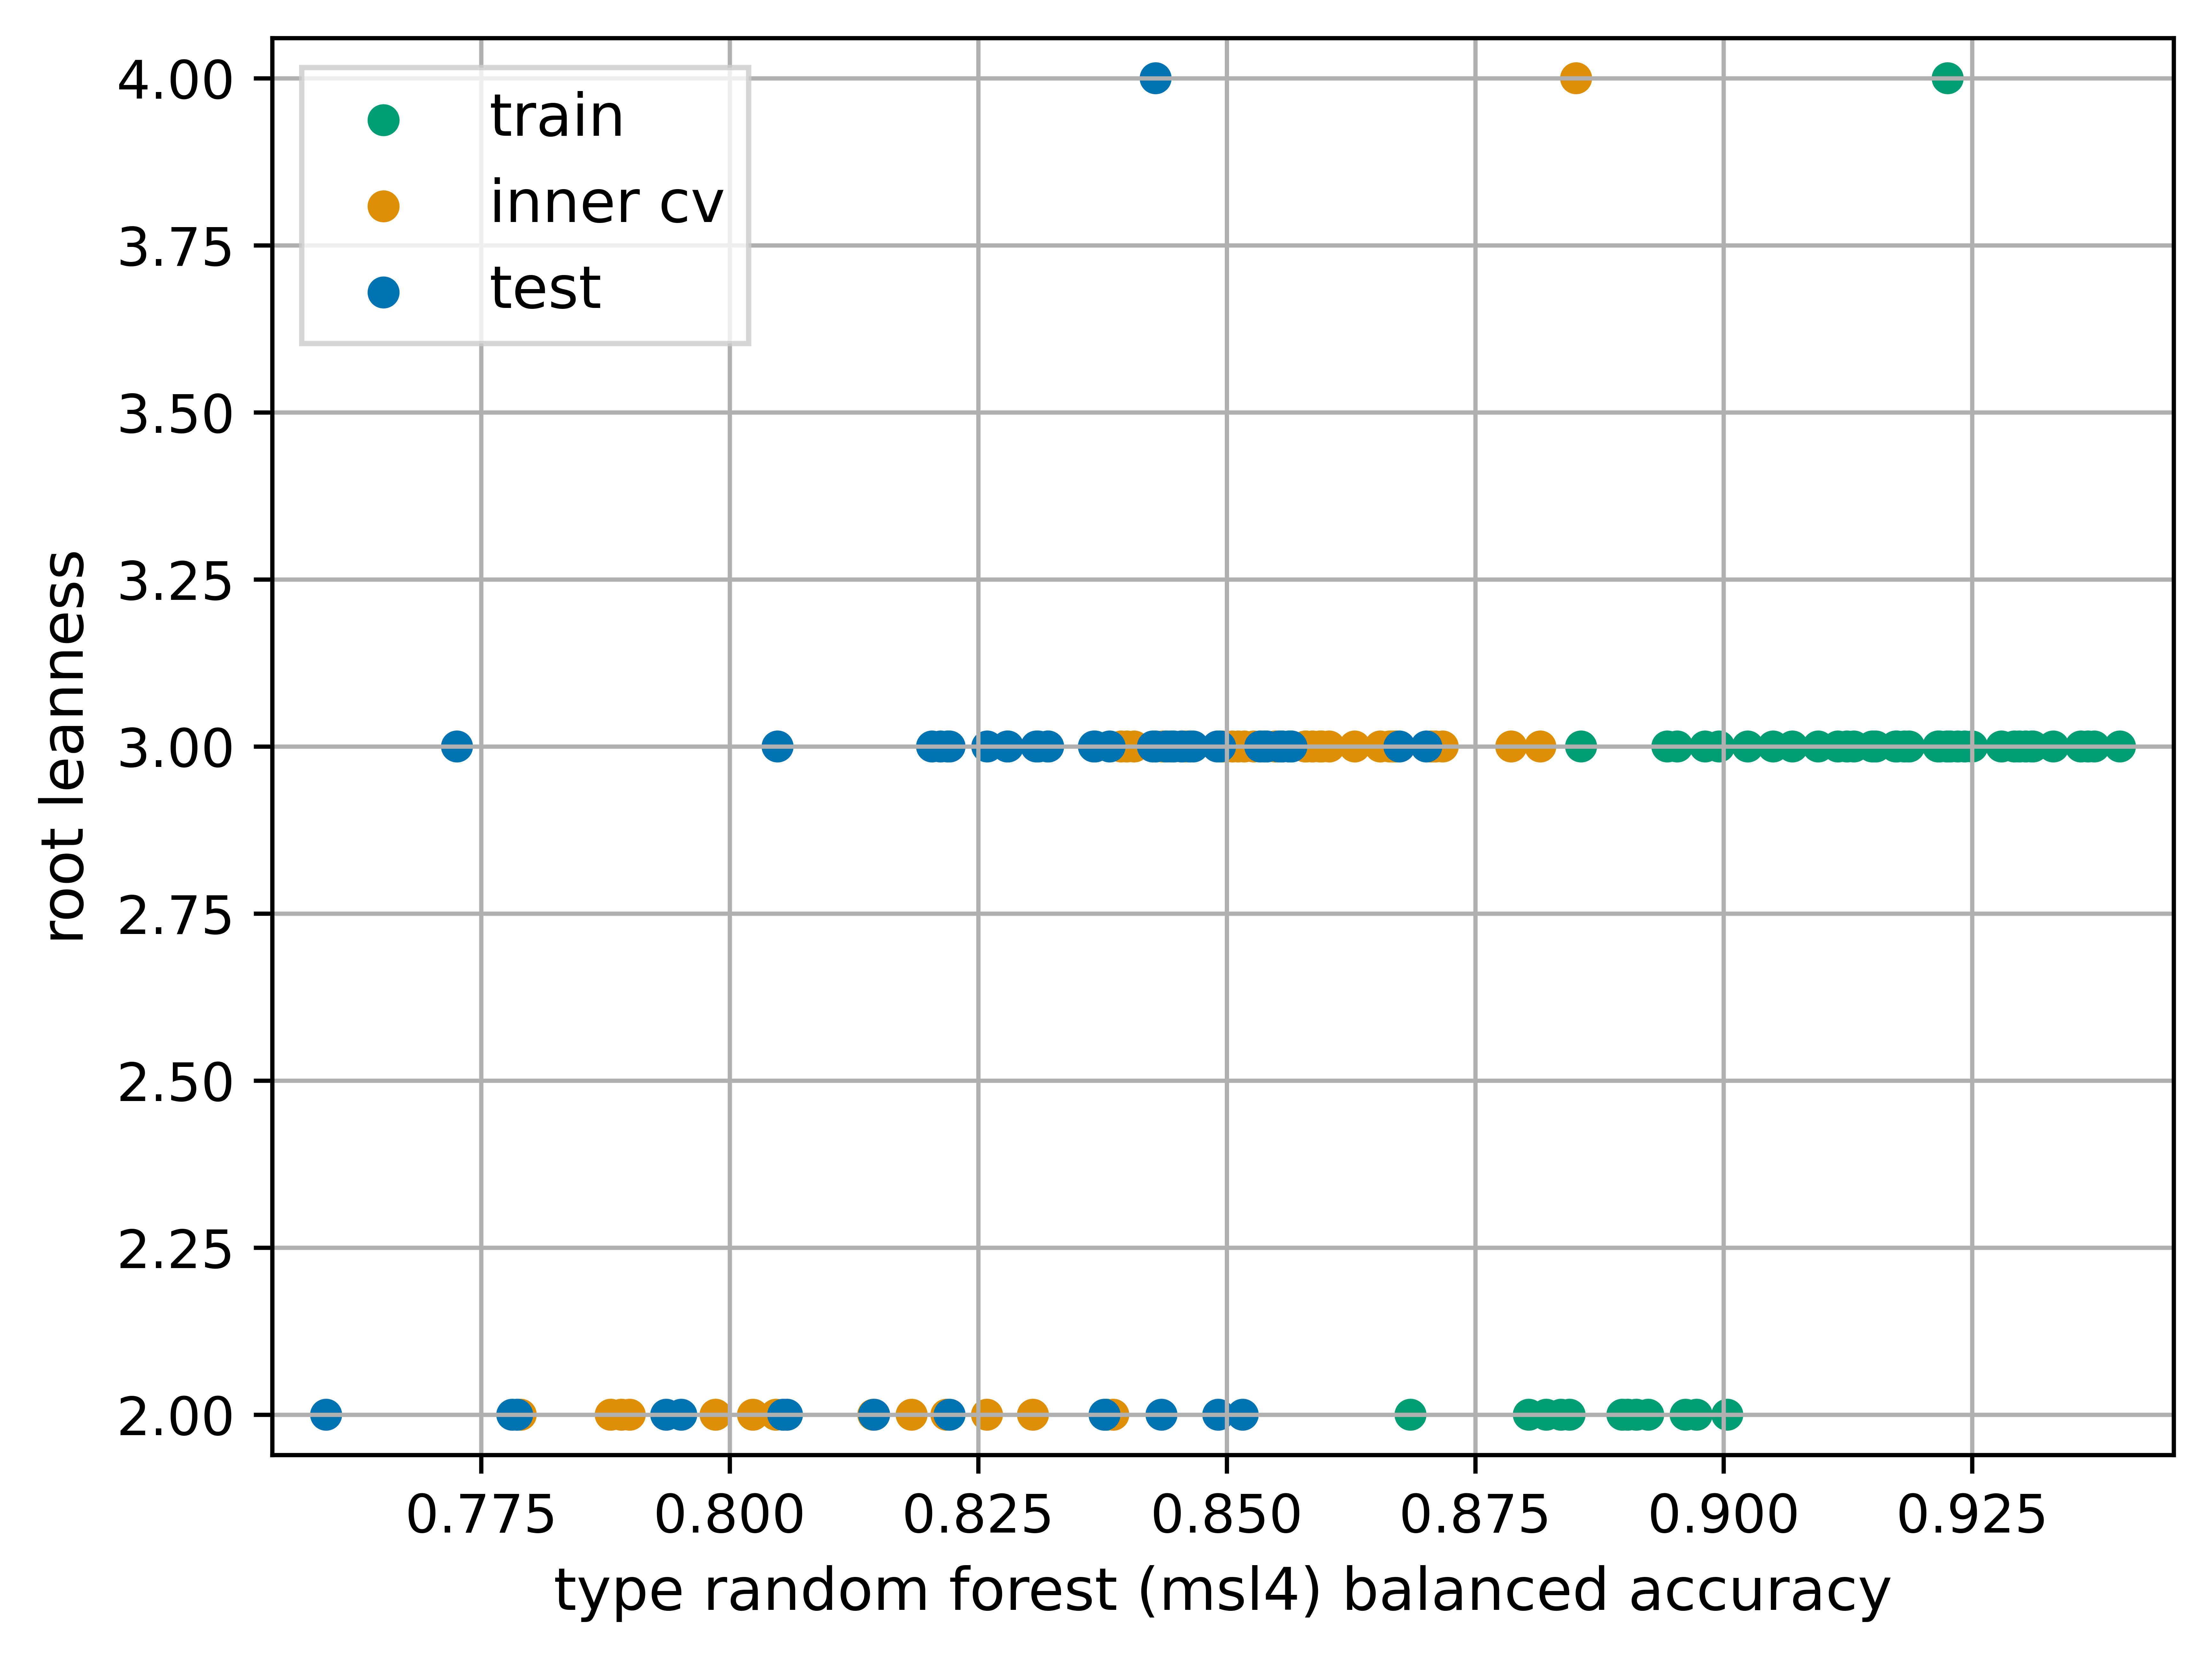 train
inner cv
test
4.00
3.75
3.50
3.25
3.00
2.75
2.50
2.25
2.00
root leanness
0.775 0.800 0.825 0.850 0.875 0.900 0.925
type random forest (msl4) balanced accuracy